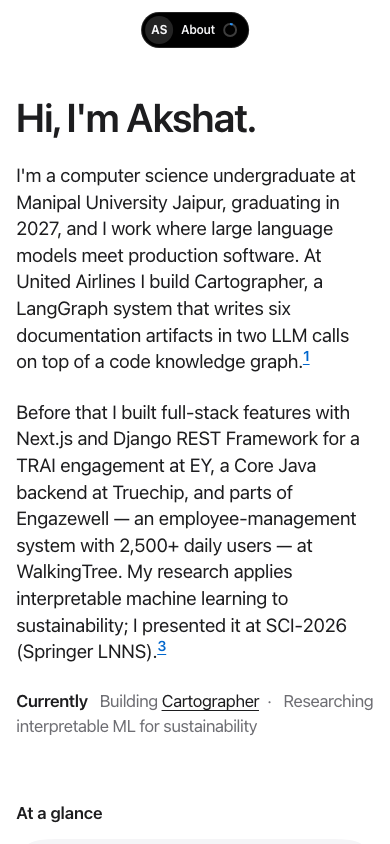 AS About
Hi, I'm Akshat.
I'm a computer science undergraduate at
Manipal University Jaipur, graduating in
2027, and I work where large language
models meet production software. At
United Airlines I build Cartographer, a
LangGraph system that writes six
documentation artifacts in two LLM calls
on top of a code knowledge graph.1
Before that I built full-stack features with
Next.js and Django REST Framework for a
TRAI engagement at EY, a Core Java
backend at Truechip, and parts of
Engazewell — an employee-management
system with 2,500+ daily users — at
WalkingTree. My research applies
interpretable machine learning to
sustainability; I presented it at SCI-2026
(Springer LNNS).3
Currently Building Cartographer · Researching
interpretable ML for sustainability
At a glance